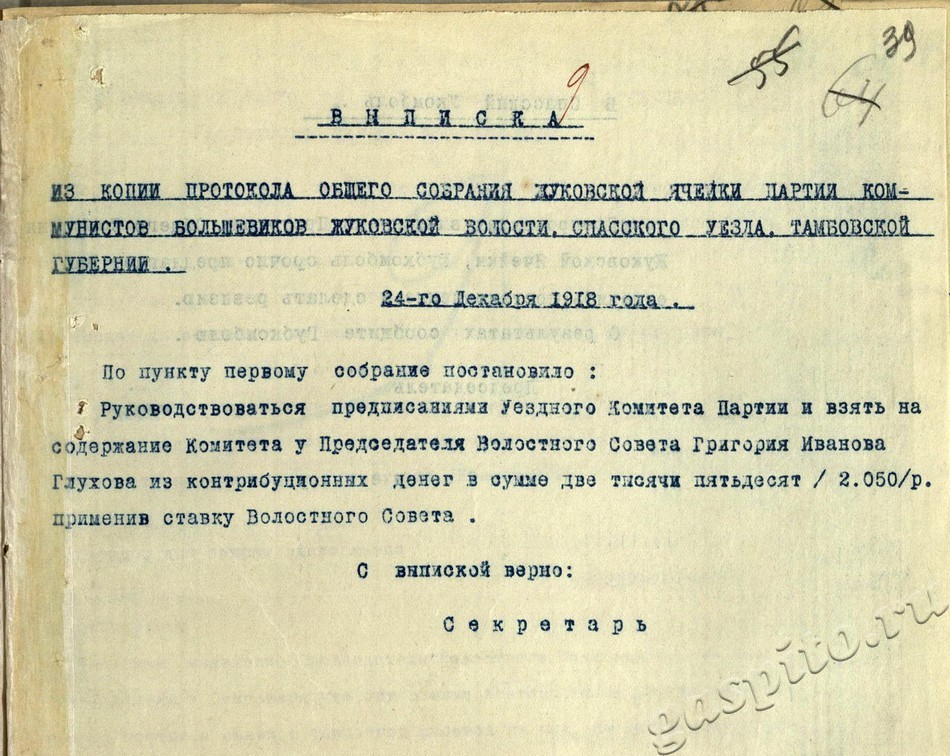 39
55
64
9
ВЫПИСКА
ИЗ КОПИИ ПРОТОКОЛА ОБЩЕГО СОБРАНИЯ ЖУКОВСКОЙ ЯЧЕЙКИ ПАРТИИ КОМ-
МУНИСТОВ БОЛЬШЕВИКОВ ЖУКОВСКОЙ ВОЛОСТИ, СПАССКОГО УЕЗДА, ТАМБОВСКОЙ
ГУБЕРНИИ .
24-го Декабря 1918 года .
По пункту первому собрание постановило :
Руководствоваться предписаниями Уездного Комитета Партии и взять на
содержание Комитета у Председателя Волостного Совета Григория Иванова
Глухова из контрибуционных денег в сумме две тысячи пятьдесят / 2.050/р.
применив ставку Волостного Совета .
С выпиской верно:
Секретарь
gaspito.ru